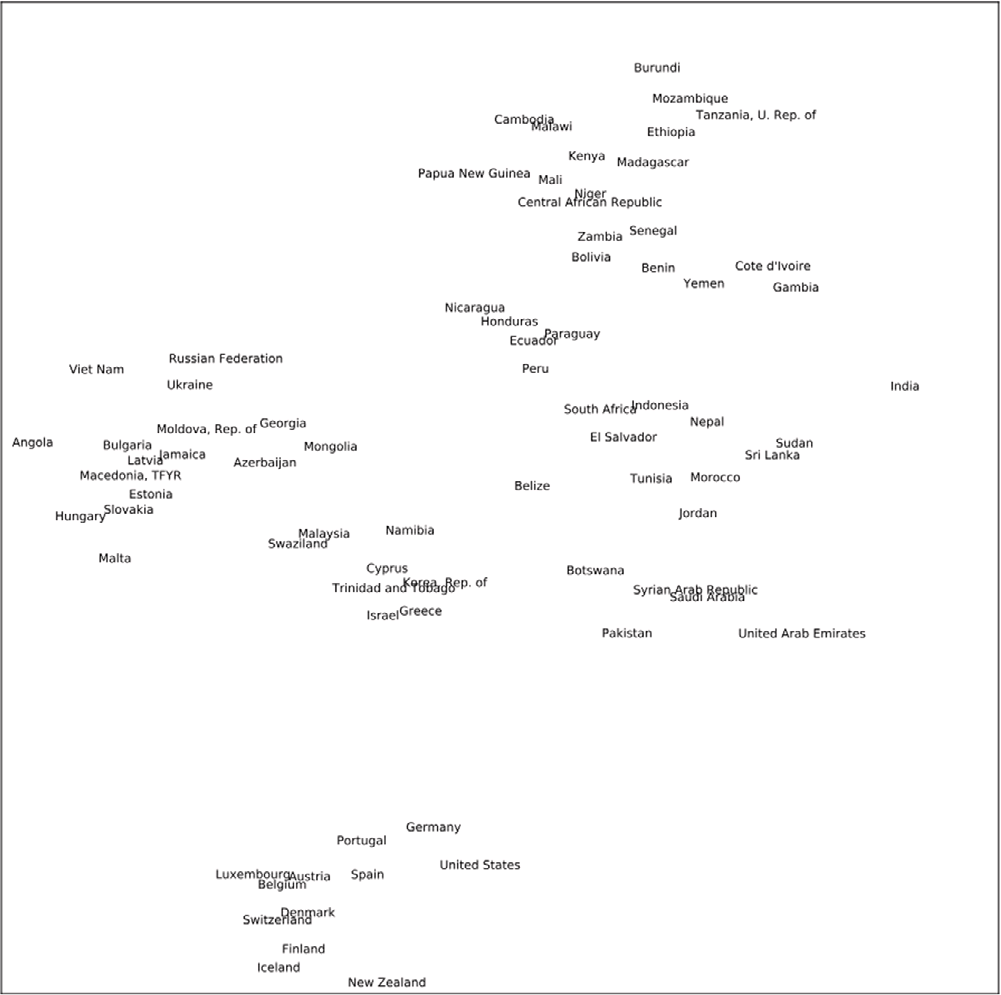 Burundi
Mozambique
Tanzania, U. Rep. of
Cambodia
Malawi
Ethiopia
Kenya
Madagascar
Papua New Guinea
Mali
Niger
Central African Republic
Senegal
Zambia
Bolivia
Benin
Cote d'Ivoire
Yemen
Gambia
Nicaragua
Honduras
Paraguay
Ecuador
Russian Federation
Viet Nam
Peru
Ukraine
India
South Africa
Indonesia
Nepal
Georgia
Moldova, Rep. of
El Salvador
Angola
Sudan
Bulgaria
Mongolia
Jamaica
Sri Lanka
Latvia
Azerbaijan
Macedonia, TFYR
Tunisia
Morocco
Belize
Estonia
Slovakia
Jordan
Hungary
Namibia
Malaysia
Swaziland
Malta
Cyprus
Botswana
Korea, Rep. of
Trinidad and Tobago
Syrian Arab Republic
Saudi Arabia
Greece
Israel
Pakistan
United Arab Emirates
Germany
Portugal
United States
Luxembourg
Austria
Spain
Belgium
Denmark
Switzerland
Finland
Iceland
New Zealand